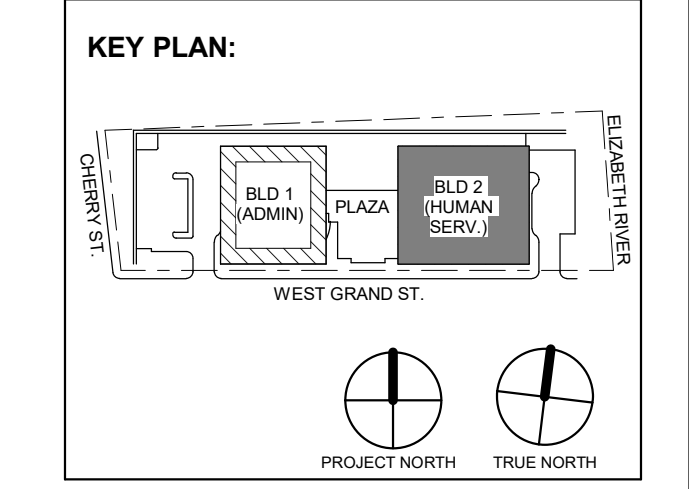 KEY PLAN:
CHERRY ST.
BLD 1
(ADMIN)
PLAZA
BLD 2
(HUMAN
SERV.)
ELIZABETH RIVER
WEST GRAND ST.
PROJECT NORTH
TRUE NORTH